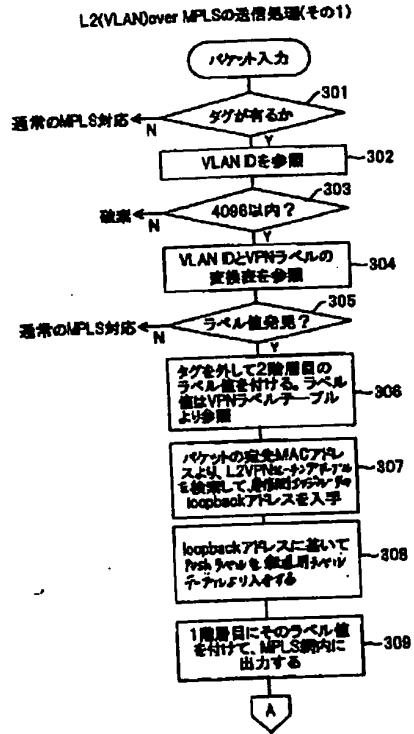 L2(VLAN)over MPLSの送信処理(その1)
パケット入力
301
タグが有るか
通常のMPLS対応
N
Y
VLAN IDを参照
302
303
4096以内?
破棄
N
Y
VLAN IDとVPNラベルの
変換表を参照
304
305
ラベル値発見?
通常のMPLS対応
N
Y
タグを外して2階層目の
ラベル値を付ける。ラベル
値はVPNラベルテーブル
より参照
306
パケットの宛先MACアドレ
スより、L2VPNルーチングテーブル
を検索して、
loopbackアドレスを入手
307
loopbackアドレスに基いて
Pushラベルを、ラベル
テーブルより入手する
308
1階層目にそのラベル値
を付けて、MPLS網内に
出力する
309
A